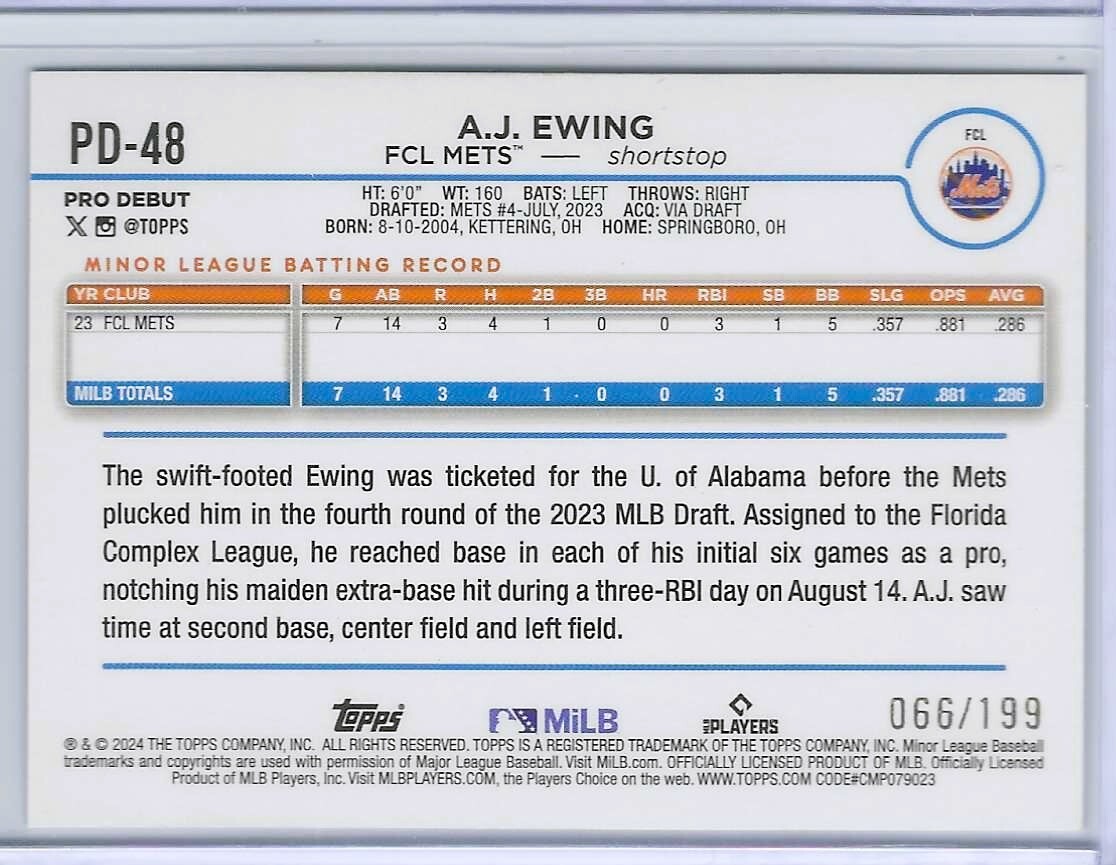 PD-48
A.J. EWING
FCL METS™ — shortstop
FCL
Mets
PRO DEBUT
@TOPPS
HT: 6'0" WT: 160 BATS: LEFT THROWS: RIGHT
DRAFTED: METS #4-JULY, 2023 ACQ: VIA DRAFT
BORN: 8-10-2004, KETTERING, OH HOME: SPRINGBORO, OH
MINOR LEAGUE BATTING RECORD
YR CLUB G AB R H 2B 3B HR RBI SB BB SLG OPS AVG
23 FCL METS 7 14 3 4 1 0 0 3 1 5 .357 .881 .286
MILB TOTALS 7 14 3 4 1 0 0 3 1 5 .357 .881 .286
The swift-footed Ewing was ticketed for the U. of Alabama before the Mets
plucked him in the fourth round of the 2023 MLB Draft. Assigned to the Florida
Complex League, he reached base in each of his initial six games as a pro,
notching his maiden extra-base hit during a three-RBI day on August 14. A.J. saw
time at second base, center field and left field.
Topps MiLB PLAYERS 066/199
® & © 2024 THE TOPPS COMPANY, INC. ALL RIGHTS RESERVED. TOPPS IS A REGISTERED TRADEMARK OF THE TOPPS COMPANY, INC. Minor League Baseball
trademarks and copyrights are used with permission of Major League Baseball. Visit MiLB.com. OFFICIALLY LICENSED PRODUCT OF MLB. Officially Licensed
Product of MLB Players, Inc. Visit MLBPLAYERS.COM, the Players Choice on the web. WWW.TOPPS.COM CODE#CMP079023